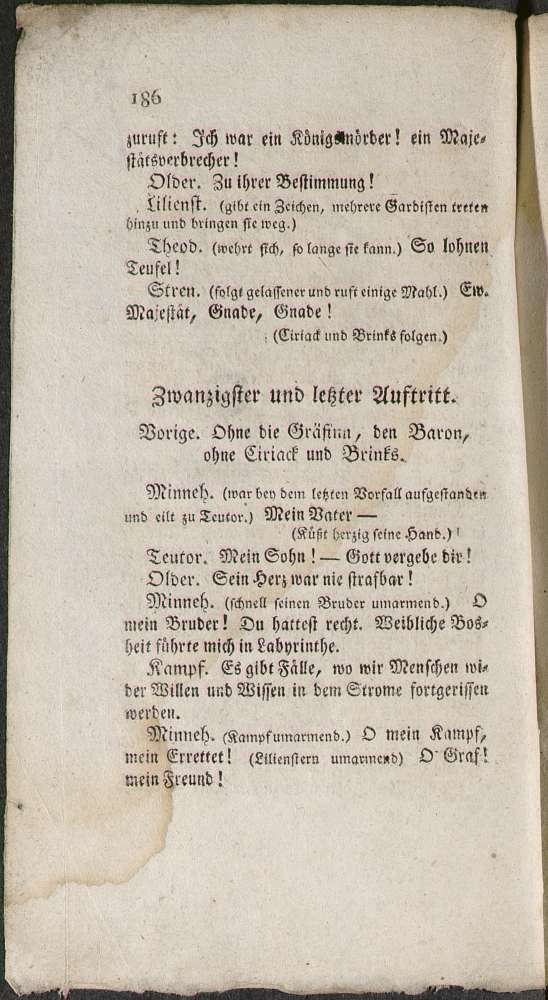 186
zuruft: Ich war ein Königsmörder! ein Maje-
stätsverbrecher!
Older. Zu ihrer Bestimmung!
Lilienst. (gibt ein Zeichen, mehrere Gardisten treten
hinzu und bringen sie weg.)
Theod. (wehrt sich, so lange sie kann.) So lohnen
Teufel!
Stren. (folgt gelassener und ruft einige Mahl.) Ew.
Majestät, Gnade, Gnade!
(Ciriack und Brinks folgen.)
Zwanzigster und letzter Auftritt.
Vorige. Ohne die Gräfinn, den Baron,
ohne Ciriack und Brinks.
Minneh. (war bey dem letzten Vorfall aufgestanden
und eilt zu Teutor.) Mein Vater —
(Küßt herzig seine Hand.)
Teutor. Mein Sohn! — Gott vergebe dir!
Older. Sein Herz war nie strafbar!
Minneh. (schnell seinen Bruder umarmend.) O
mein Bruder! Du hattest recht. Weibliche Bos-
heit führte mich in Labyrinthe.
Kampf. Es gibt Fälle, wo wir Menschen wi-
der Willen und Wissen in dem Strome fortgerissen
werden.
Minneh. (Kampf umarmend.) O mein Kampf,
mein Errettet! (Lilienstern umarmend) O Graf!
mein Freund!